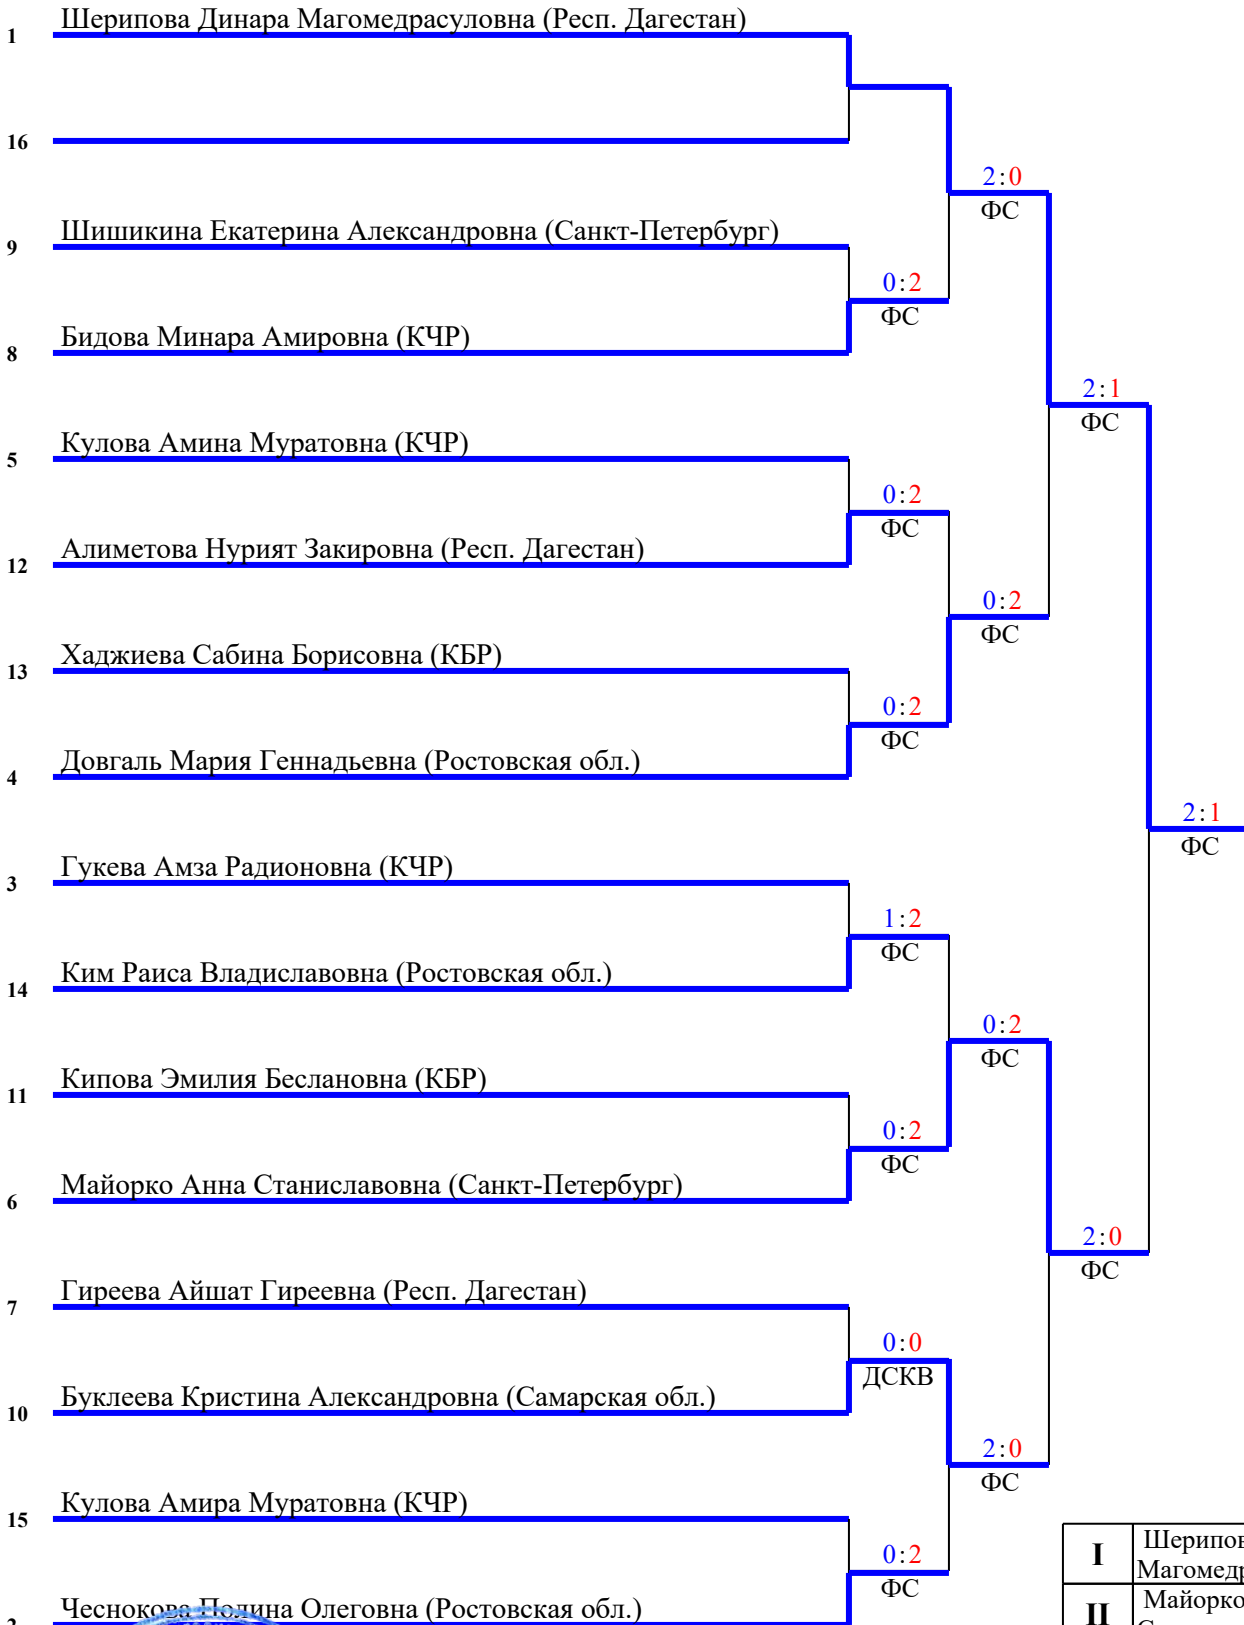 Шерипова Динара Магомедрасуловна (Респ. Дагестан)
1
16
2:0
ФС
Шишикина Екатерина Александровна (Санкт-Петербург)
9
0:2
ФС
Бидова Минара Амировна (КЧР)
8
2:1
ФС
Кулова Амина Муратовна (КЧР)
5
0:2
ФС
Алиметова Нурият Закировна (Респ. Дагестан)
12
0:2
ФС
Хаджиева Сабина Борисовна (КБР)
13
0:2
ФС
Довгаль Мария Геннадьевна (Ростовская обл.)
4
2:1
ФС
Гукева Амза Радионовна (КЧР)
3
1:2
ФС
Ким Раиса Владиславовна (Ростовская обл.)
14
0:2
ФС
Кипова Эмилия Беслановна (КБР)
11
0:2
ФС
Майорко Анна Станиславовна (Санкт-Петербург)
6
2:0
ФС
Гиреева Айшат Гиреевна (Респ. Дагестан)
7
0:0
ДСКВ
Буклеева Кристина Александровна (Самарская обл.)
10
2:0
ФС
Кулова Амира Муратовна (КЧР)
15
0:2
ФС
Чеснокова Полина Олеговна (Ростовская обл.)
I
Шерипов
Магомедр
II
Майорко